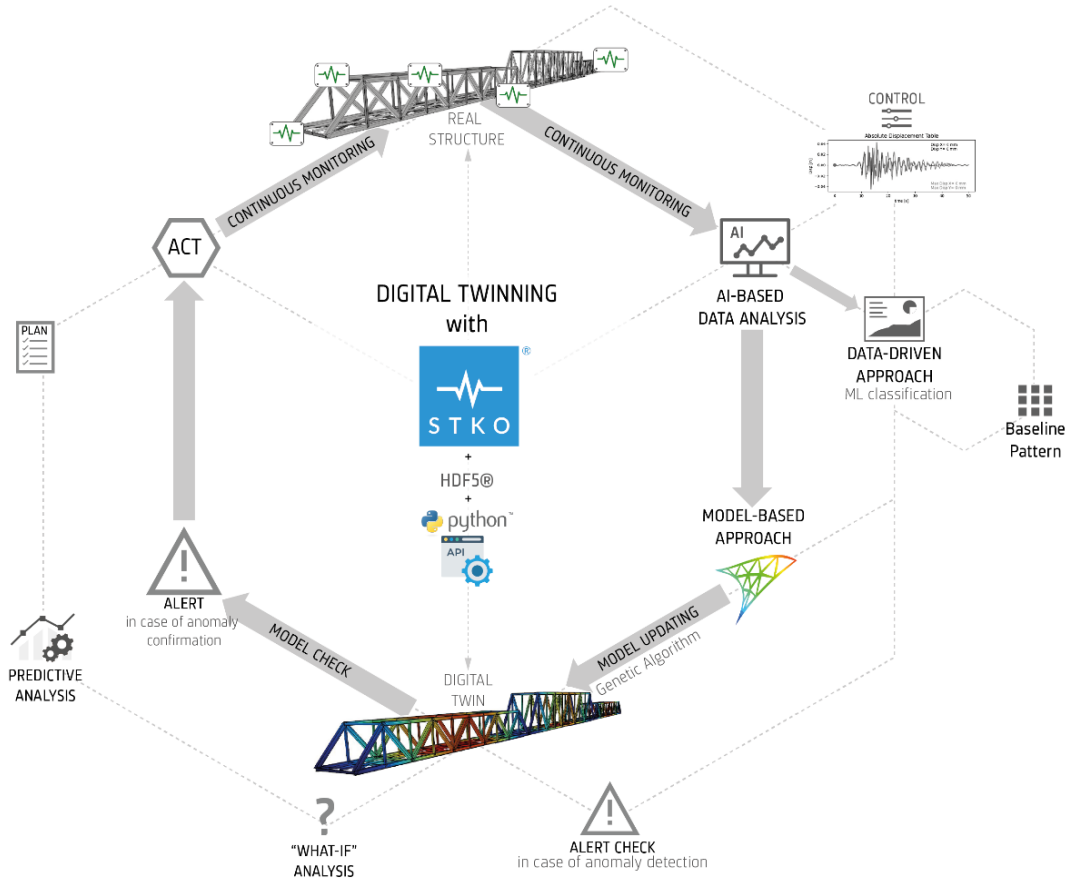 REAL
STRUCTURE
CONTINUOUS MONITORING
CONTINUOUS MONITORING
CONTROL
Absolute Displacement Table
time [s]
ACT
AI
AI-BASED
DATA ANALYSIS
DATA-DRIVEN
APPROACH
ML classification
Baseline
Pattern
PLAN
DIGITAL TWINNING
with
®
STKO
+
HDF5®
+
python™
API
MODEL-BASED
APPROACH
MODEL UPDATING
Genetic Algorithm
ALERT
in case of anomaly
confirmation
MODEL CHECK
PREDICTIVE
ANALYSIS
DIGITAL
TWIN
?
"WHAT-IF"
ANALYSIS
ALERT CHECK
in case of anomaly detection